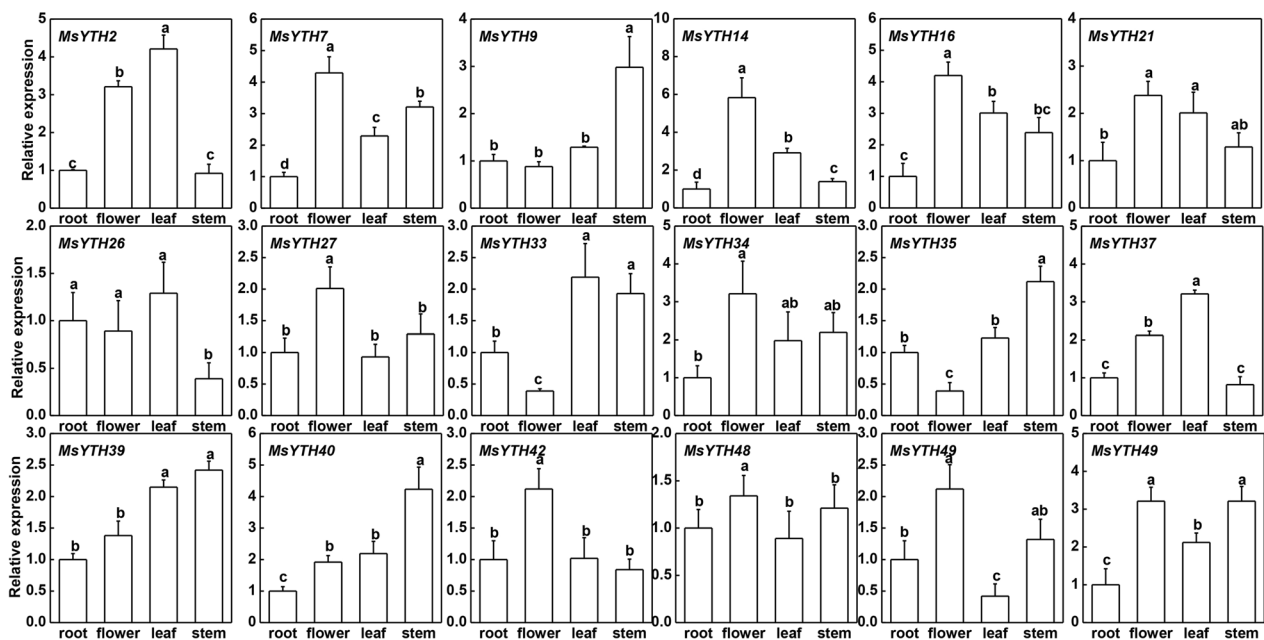 Relative expression
5
4
3
2
1
0
MsYTH2
c b a c
root flower leaf stem
6
5
4
3
2
1
0
MsYTH7
d a c b
root flower leaf stem
4
3
2
1
0
MsYTH9
b b b a
root flower leaf stem
10
8
6
4
2
0
MsYTH14
d a b c
root flower leaf stem
6
5
4
3
2
1
0
MsYTH16
c a b bc
root flower leaf stem
4
3
2
1
0
MsYTH21
b a a ab
root flower leaf stem
Relative expression
2.0
1.5
1.0
0.5
0.0
MsYTH26
a a a b
root flower leaf stem
3.0
2.5
2.0
1.5
1.0
0.5
0.0
MsYTH27
b a b b
root flower leaf stem
3.0
2.5
2.0
1.5
1.0
0.5
0.0
MsYTH33
b c a a
root flower leaf stem
5
4
3
2
1
0
MsYTH34
b a ab ab
root flower leaf stem
3.0
2.5
2.0
1.5
1.0
0.5
0.0
MsYTH35
b c b a
root flower leaf stem
5
4
3
2
1
0
MsYTH37
c b a c
root flower leaf stem
Relative expression
3.0
2.5
2.0
1.5
1.0
0.5
0.0
MsYTH39
b b a a
root flower leaf stem
6
5
4
3
2
1
0
MsYTH40
c b b a
root flower leaf stem
3.0
2.5
2.0
1.5
1.0
0.5
0.0
MsYTH42
b a b b
root flower leaf stem
2.0
1.5
1.0
0.5
0.0
MsYTH48
b a b b
root flower leaf stem
3.0
2.5
2.0
1.5
1.0
0.5
0.0
MsYTH49
b a c ab
root flower leaf stem
5
4
3
2
1
0
MsYTH49
c a b a
root flower leaf stem